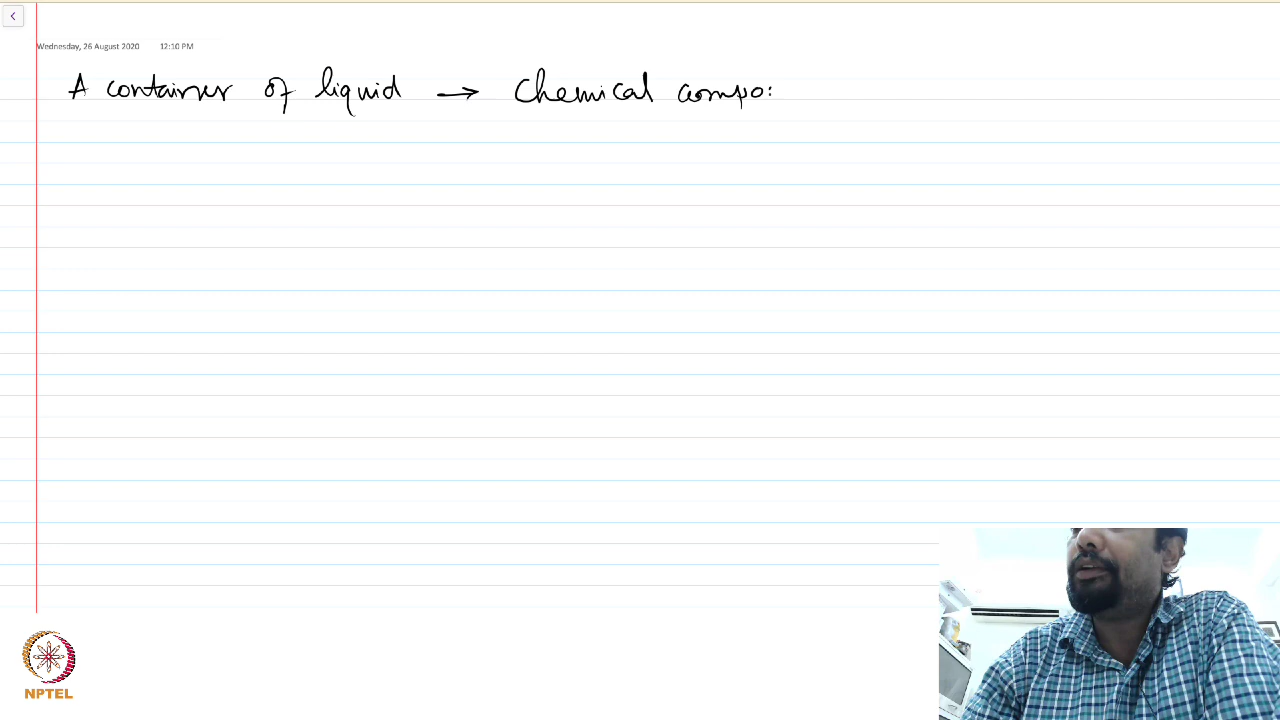 Wednesday, 26 August 2020 12:10 PM
A container of liquid → Chemical compo:
NPTEL